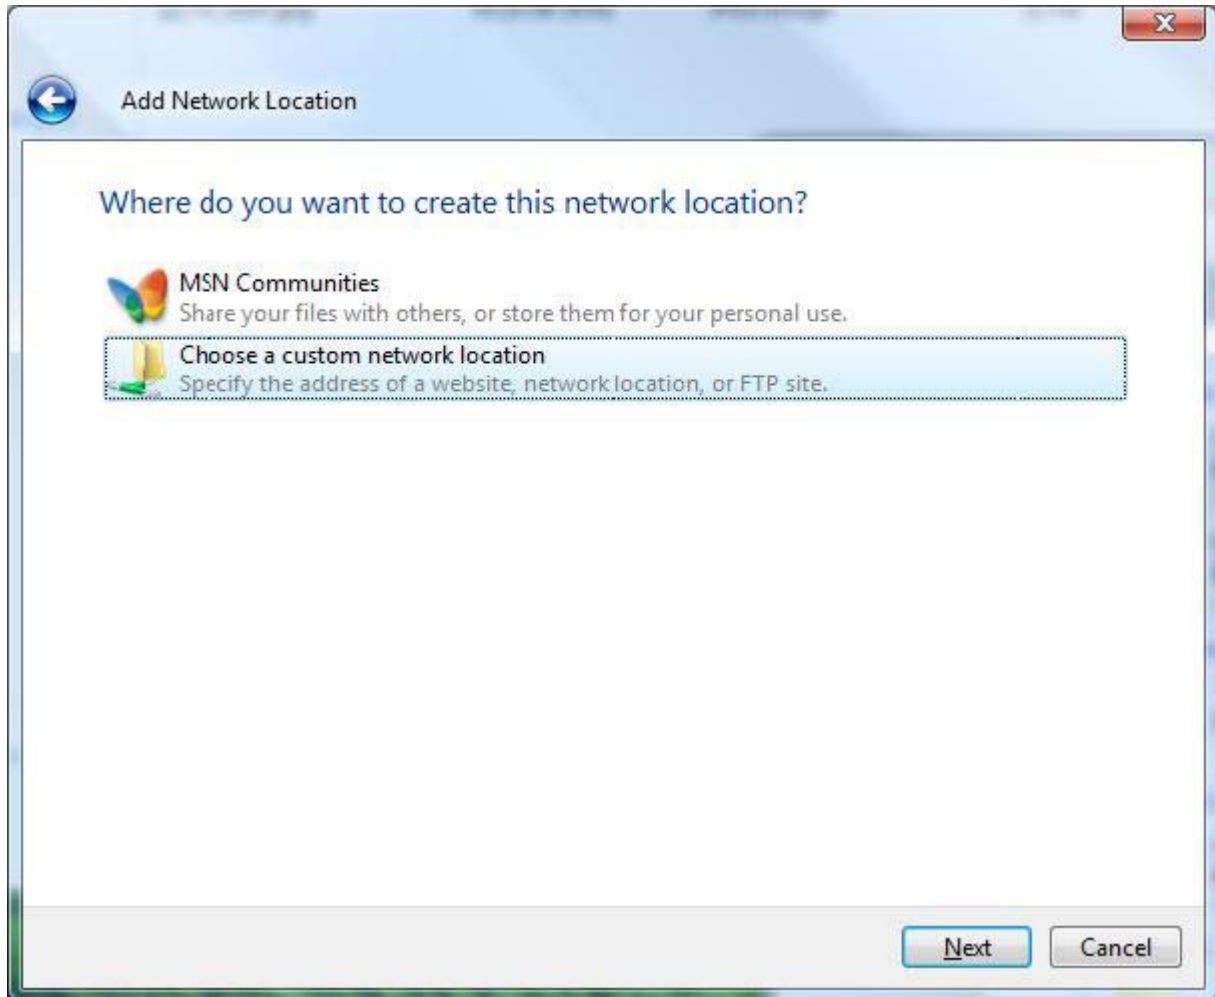 Add Network Location
Where do you want to create this network location?
MSN Communities
Share your files with others, or store them for your personal use.
Choose a custom network location
Specify the address of a website, network location, or FTP site.
Next
Cancel